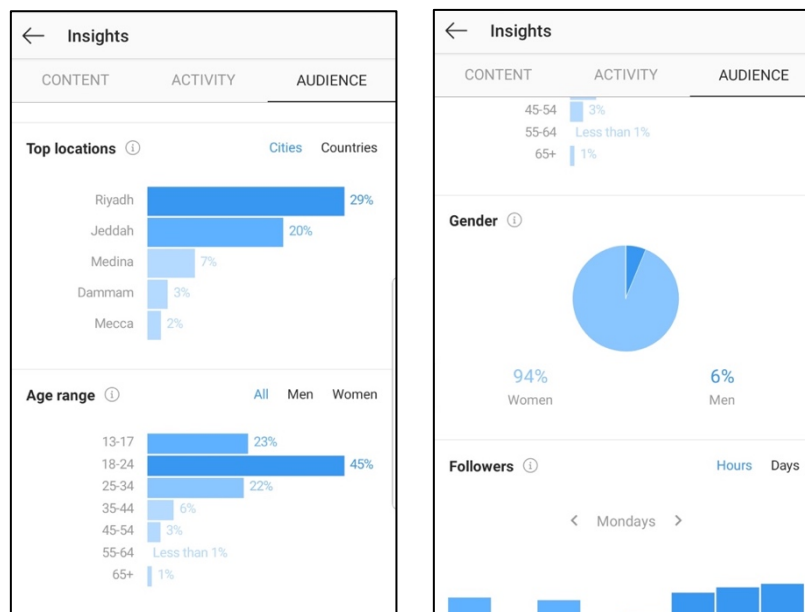 Insights
CONTENT ACTIVITY AUDIENCE
Top locations Cities Countries
Riyadh 29%
Jeddah 20%
Medina 7%
Dammam 3%
Mecca 2%
Age range All Men Women
13-17 23%
18-24 45%
25-34 22%
35-44 6%
45-54 3%
55-64 Less than 1%
65+ 1%
Insights
CONTENT ACTIVITY AUDIENCE
45-54 3%
55-64 Less than 1%
65+ 1%
Gender
94% 6%
Women Men
Followers Hours Days
Mondays